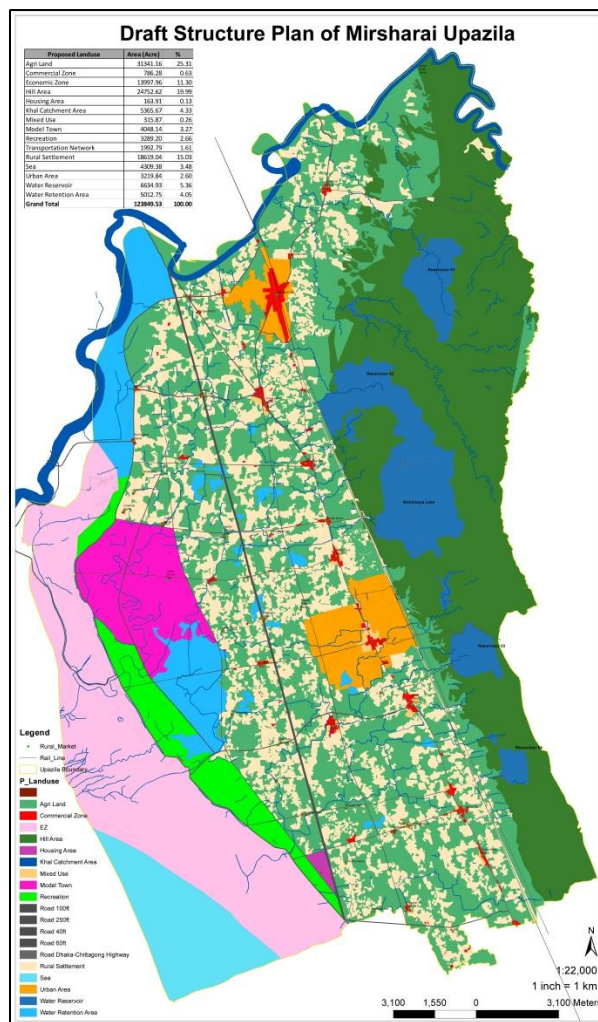 Draft Structure Plan of Mirsharai Upazila
Proposed Landuse Area (Acre) %
Agri Land 31341.16 25.31
Commercial Zone 786.28 0.63
Economic Zone 13997.96 11.30
Hill Area 24752.62 19.99
Housing Area 163.91 0.13
Khal Catchment Area 5365.67 4.33
Mixed Use 315.87 0.26
Model Town 4048.14 3.27
Recreation 3289.20 2.66
Transportation Network 1992.79 1.61
Rural Settlement 18619.04 15.03
Sea 4309.38 3.48
Urban Area 3219.84 2.60
Water Reservoir 6634.93 5.36
Water Retention Area 5012.75 4.05
Grand Total 123849.53 100.00
Legend
Rural_Market
Rail_Line
Upazila Boundary
P_Landuse
Agri Land
Commercial Zone
EZ
Hill Area
Housing Area
Khal Catchment Area
Mixed Use
Model Town
Recreation
Road 100ft
Road 250ft
Road 40ft
Road 60ft
Road Dhaka-Chittagong Highway
Rural Settlement
Sea
Urban Area
Water Reservoir
Water Retention Area
N
1:22,000
1 inch = 1 km
3,100 1,550 0 3,100 Meters